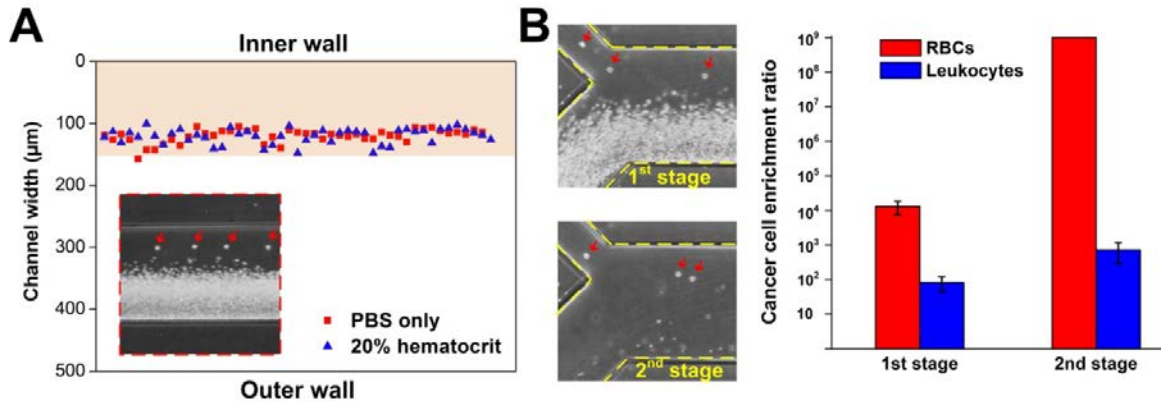 A
Inner wall
0
100
200
300
400
500
Channel width (µm)
PBS only
20% hematocrit
Outer wall
B
1st stage
2nd stage
Cancer cell enrichment ratio
10⁹
10⁸
10⁷
10⁶
10⁵
10⁴
10³
10²
10
RBCs
Leukocytes
1st stage
2nd stage